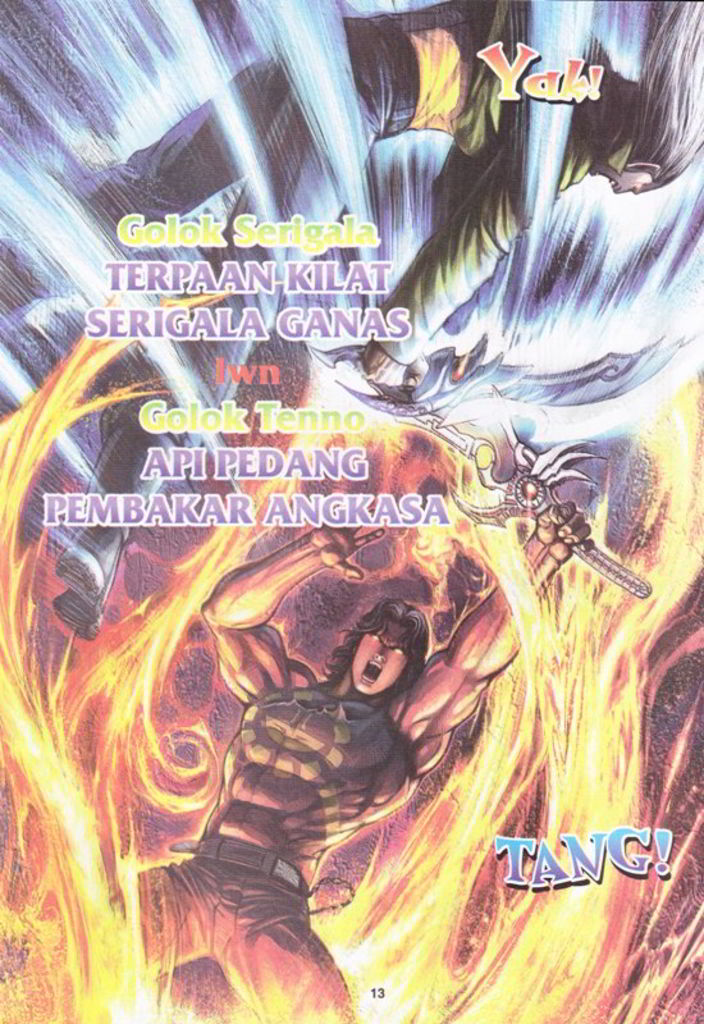 Yak!
Golok Serigala
TERPAAN KILAT
SERIGALA GANAS
lwn
Golok Tenno
API PEDANG
PEMBAKAR ANGKASA
TANG!
13